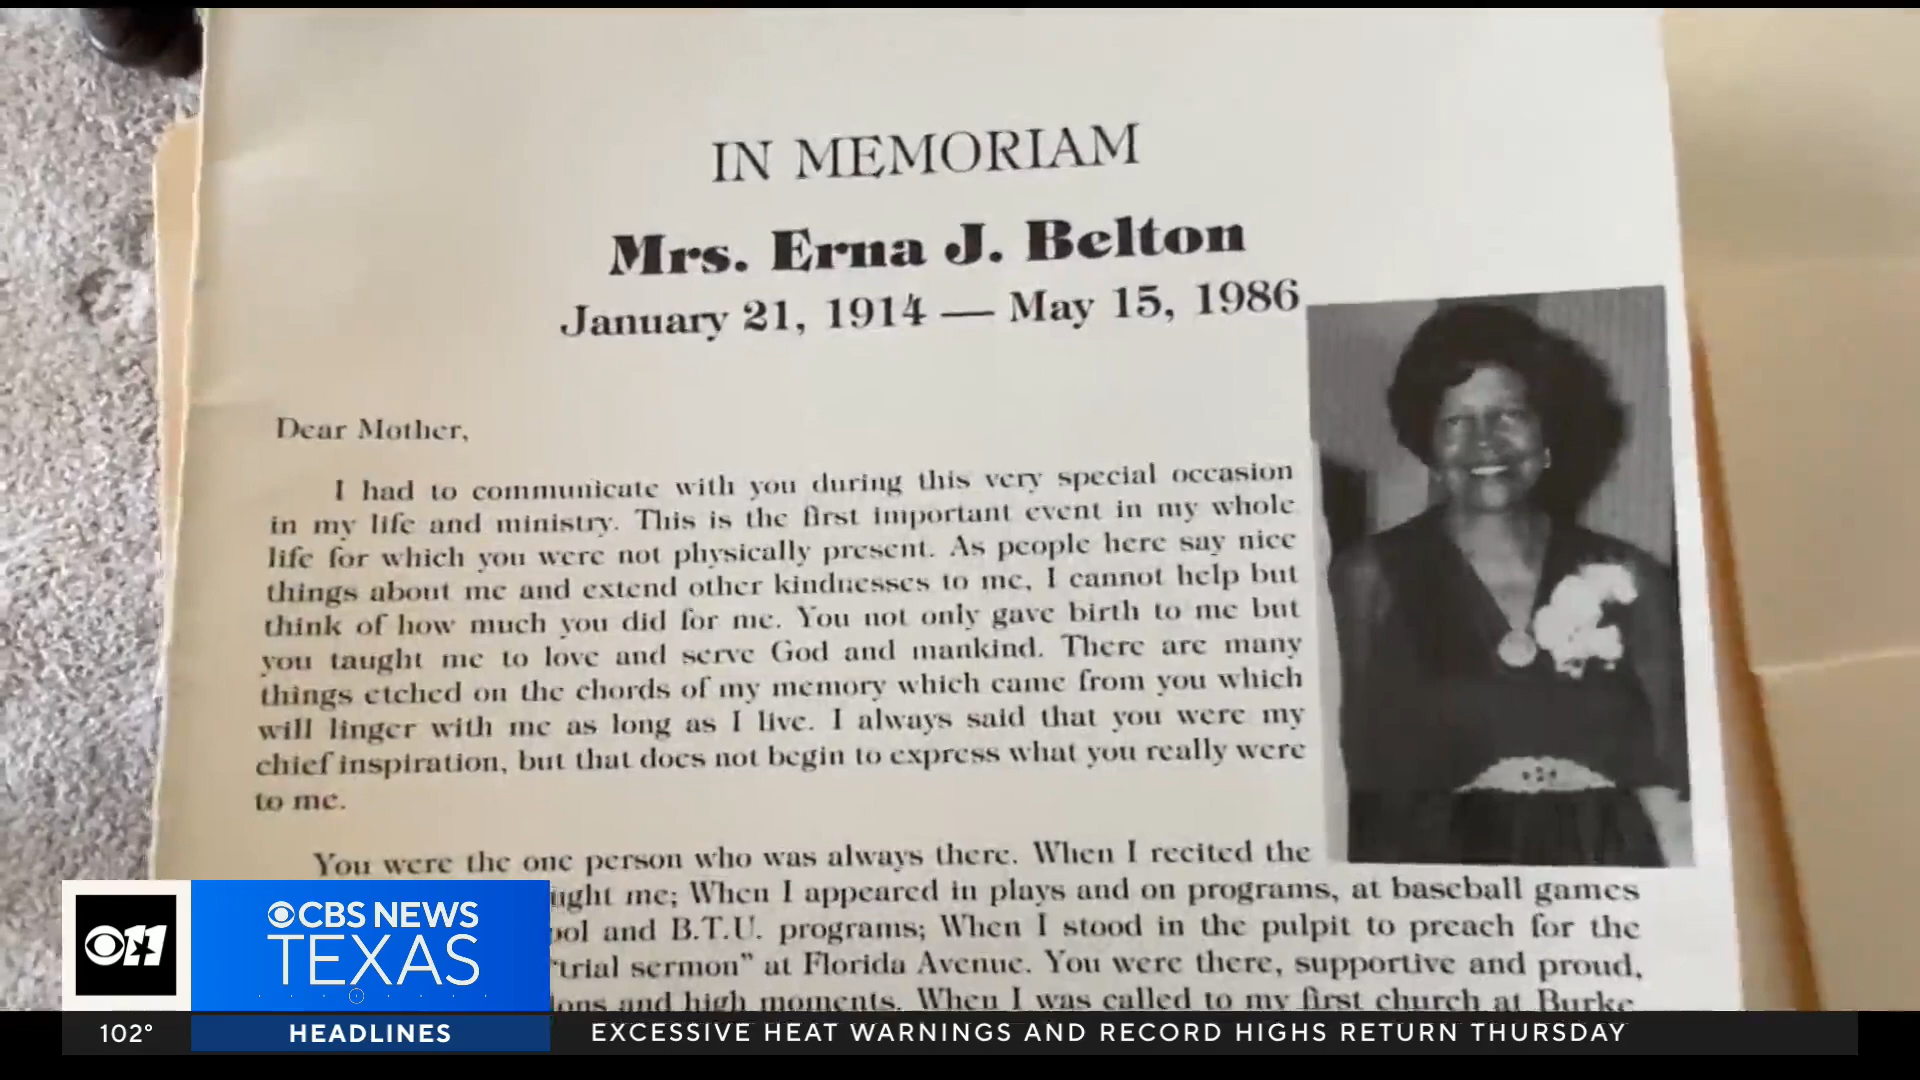 IN MEMORIAM
Mrs. Erna J. Belton
January 21, 1914 — May 15, 1986
Dear Mother,
I had to communicate with you during this very special occasion
in my life and ministry. This is the first important event in my whole
life for which you were not physically present. As people here say nice
things about me and extend other kindnesses to me, I cannot help but
think of how much you did for me. You not only gave birth to me but
you taught me to love and serve God and mankind. There are many
things etched on the chords of my memory which came from you which
will linger with me as long as I live. I always said that you were my
chief inspiration, but that does not begin to express what you really were
to me.
You were the one person who was always there. When I recited the
me; When I appeared in plays and on programs, at baseball games
and B.T.U. programs; When I stood in the pulpit to preach for the
"trial sermon" at Florida Avenue. You were there, supportive and proud,
and high moments. When I was called to my first church at Burke
CBS 11
CBS NEWS
TEXAS
102°
HEADLINES
EXCESSIVE HEAT WARNINGS AND RECORD HIGHS RETURN THURSDAY